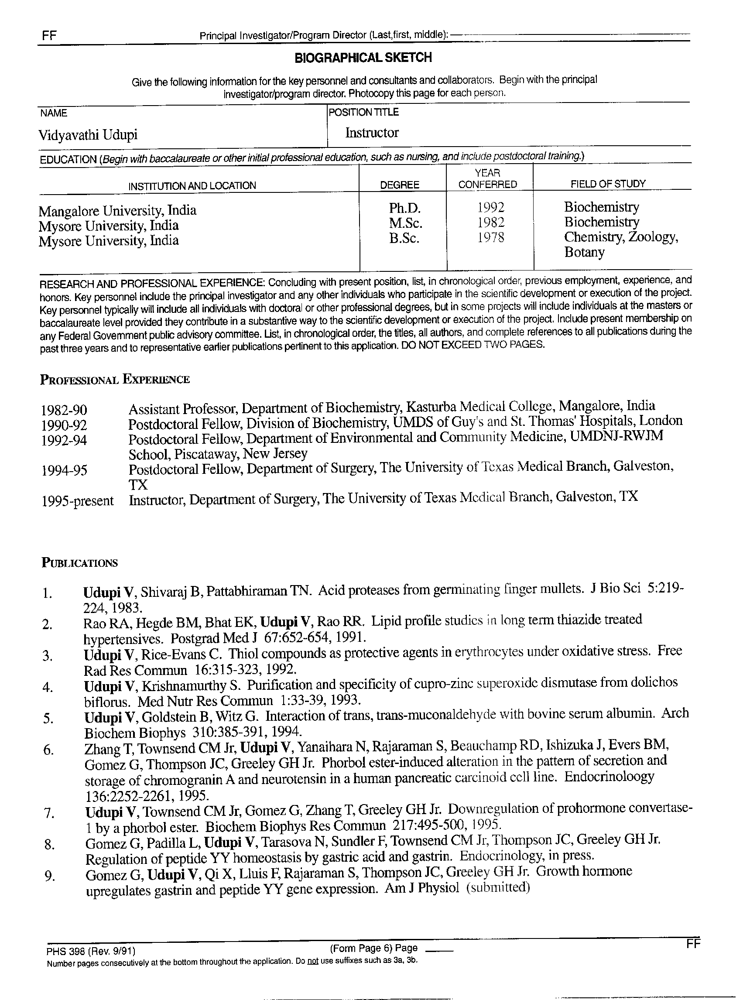 FF
Principal Investigator/Program Director (Last, first, middle):
BIOGRAPHICAL SKETCH
Give the following information for the key personnel and consultants and collaborators. Begin with the principal
investigator/program director. Photocopy this page for each person.
NAME
POSITION TITLE
Vidyavathi Udupi
Instructor
EDUCATION (Begin with baccalaureate or other initial professional education, such as nursing, and include postdoctoral training.)
INSTITUTION AND LOCATION
DEGREE
YEAR
CONFERRED
FIELD OF STUDY
Mangalore University, India Ph.D. 1992 Biochemistry
Mysore University, India M.Sc. 1982 Biochemistry
Mysore University, India B.Sc. 1978 Chemistry, Zoology,
Botany
RESEARCH AND PROFESSIONAL EXPERIENCE: Concluding with present position, list, in chronological order, previous employment, experience, and
honors. Key personnel include the principal investigator and any other individuals who participate in the scientific development or execution of the project.
Key personnel typically will include all individuals with doctoral or other professional degrees, but in some projects will include individuals at the masters or
baccalaureate level provided they contribute in a substantive way to the scientific development or execution of the project. Include present membership on
any Federal Government public advisory committee. List, in chronological order, the titles, all authors, and complete references to all publications during the
past three years and to representative earlier publications pertinent to this application. DO NOT EXCEED TWO PAGES.
PROFESSIONAL EXPERIENCE
1982-90 Assistant Professor, Department of Biochemistry, Kasturba Medical College, Mangalore, India
1990-92 Postdoctoral Fellow, Division of Biochemistry, UMDS of Guy's and St. Thomas' Hospitals, London
1992-94 Postdoctoral Fellow, Department of Environmental and Community Medicine, UMDNJ-RWJM
School, Piscataway, New Jersey
1994-95 Postdoctoral Fellow, Department of Surgery, The University of Texas Medical Branch, Galveston,
TX
1995-present Instructor, Department of Surgery, The University of Texas Medical Branch, Galveston, TX
PUBLICATIONS
1. Udupi V, Shivaraj B, Pattabhiraman TN. Acid proteases from germinating finger mullets. J Bio Sci 5:219-
224, 1983.
2. Rao RA, Hegde BM, Bhat EK, Udupi V, Rao RR. Lipid profile studies in long term thiazide treated
hypertensives. Postgrad Med J 67:652-654, 1991.
3. Udupi V, Rice-Evans C. Thiol compounds as protective agents in erythrocytes under oxidative stress. Free
Rad Res Commun 16:315-323, 1992.
4. Udupi V, Krishnamurthy S. Purification and specificity of cupro-zinc superoxide dismutase from dolichos
biflorus. Med Nutr Res Commun 1:33-39, 1993.
5. Udupi V, Goldstein B, Witz G. Interaction of trans, trans-muconaldehyde with bovine serum albumin. Arch
Biochem Biophys 310:385-391, 1994.
6. Zhang T, Townsend CM Jr, Udupi V, Yanaihara N, Rajaraman S, Beauchamp RD, Ishizuka J, Evers BM,
Gomez G, Thompson JC, Greeley GH Jr. Phorbol ester-induced alteration in the pattern of secretion and
storage of chromogranin A and neurotensin in a human pancreatic carcinoid cell line. Endocrinoloogy
136:2252-2261, 1995.
7. Udupi V, Townsend CM Jr, Gomez G, Zhang T, Greeley GH Jr. Downregulation of prohormone convertase-
1 by a phorbol ester. Biochem Biophys Res Commun 217:495-500, 1995.
8. Gomez G, Padilla L, Udupi V, Tarasova N, Sundler F, Townsend CM Jr, Thompson JC, Greeley GH Jr.
Regulation of peptide YY homeostasis by gastric acid and gastrin. Endocrinology, in press.
9. Gomez G, Udupi V, Qi X, Lluis F, Rajaraman S, Thompson JC, Greeley GH Jr. Growth hormone
upregulates gastrin and peptide YY gene expression. Am J Physiol (submitted)
PHS 398 (Rev. 9/91)
(Form Page 6) Page
FF
Number pages consecutively at the bottom throughout the application. Do not use suffixes such as 3a, 3b.